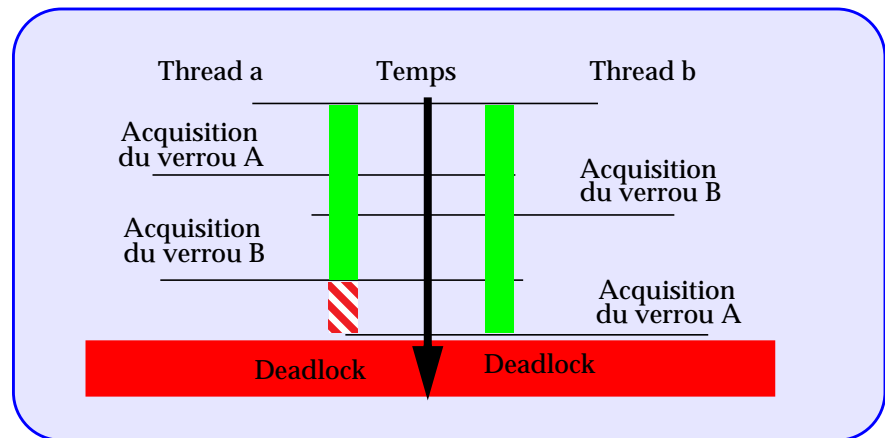 Thread a
Temps
Thread b
Acquisition
du verrou A
Acquisition
du verrou B
Acquisition
du verrou B
Acquisition
du verrou A
Deadlock
Deadlock